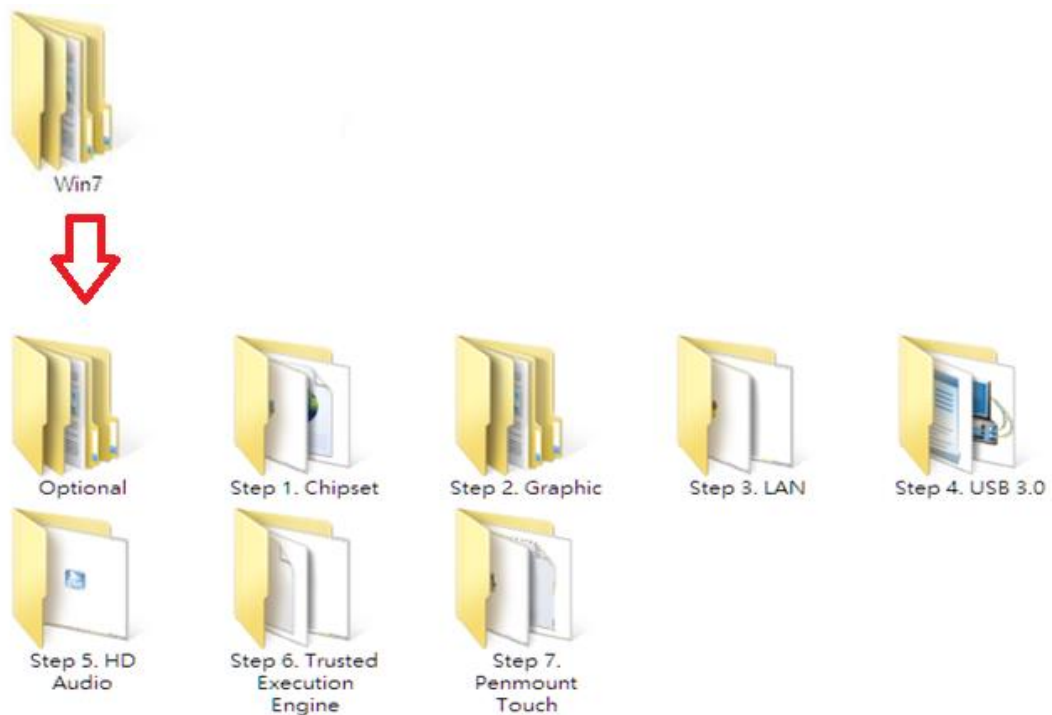 Win7
Optional
Step 1. Chipset
Step 2. Graphic
Step 3. LAN
Step 4. USB 3.0
Step 5. HD
Audio
Step 6. Trusted
Execution
Engine
Step 7.
Penmount
Touch